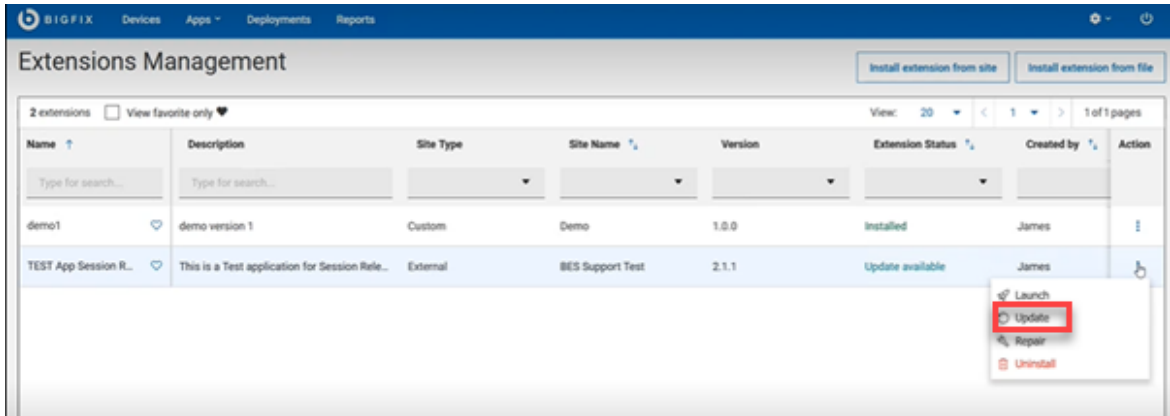 BIGFIX Devices Apps Deployments Reports
Extensions Management
Install extension from site Install extension from file
2 extensions View favorite only View: 20 1 1 of 1 pages
Name Description Site Type Site Name Version Extension Status Created by Action
Type for search... Type for search...
demo1 demo version 1 Custom Demo 1.0.0 Installed James
TEST App Session R... This is a Test application for Session Rele... External BES Support Test 2.1.1 Update available James
Launch
Update
Repair
Uninstall